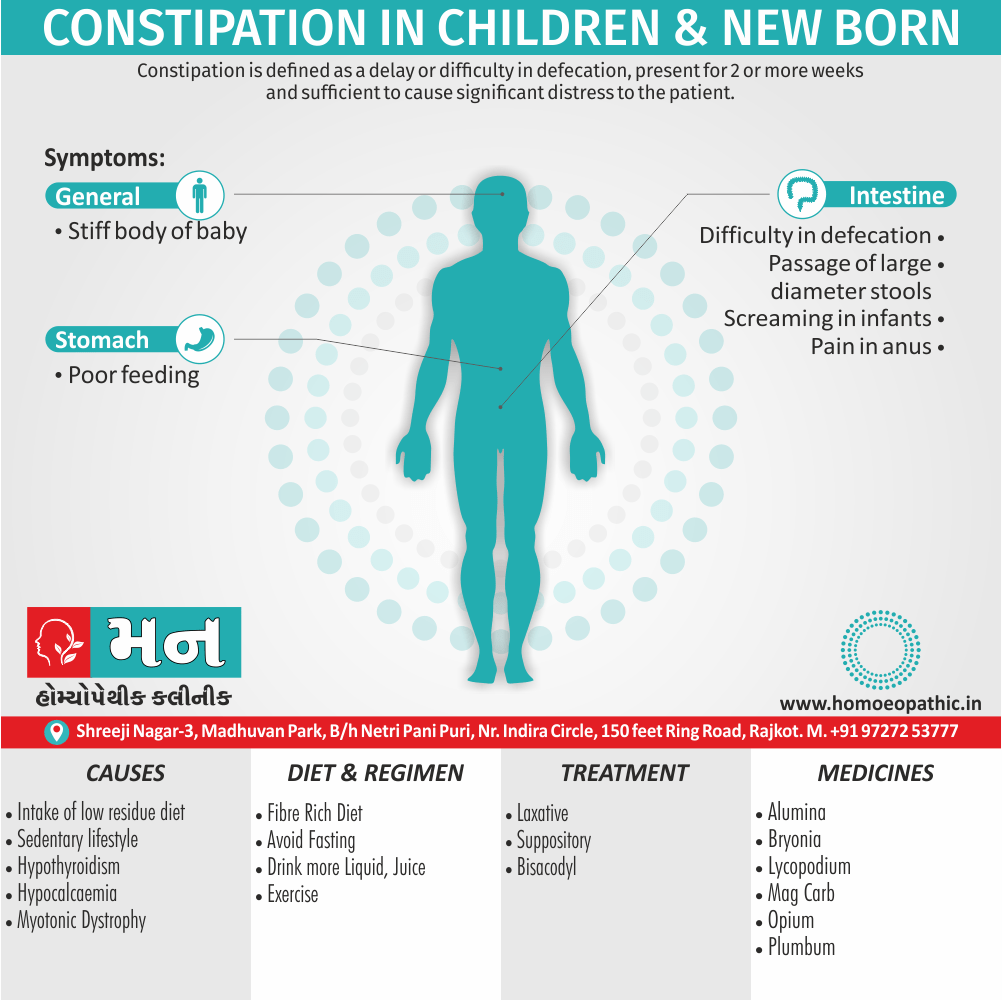 CONSTIPATION IN CHILDREN & NEW BORN
Constipation is defined as a delay or difficulty in defecation, present for 2 or more weeks
and sufficient to cause significant distress to the patient.
Symptoms:
General
• Stiff body of baby
Stomach
• Poor feeding
Intestine
Difficulty in defecation •
Passage of large •
diameter stools
Screaming in infants •
Pain in anus •
મન
હોમ્યોપેથીક ક્લીનીક
www.homoeopathic.in
Shreeji Nagar-3, Madhuvan Park, B/h Netri Pani Puri, Nr. Indira Circle, 150 feet Ring Road, Rajkot. M. +91 97272 53777
CAUSES
• Intake of low residue diet
• Sedentary lifestyle
• Hypothyroidism
• Hypocalcaemia
• Myotonic Dystrophy
DIET & REGIMEN
• Fibre Rich Diet
• Avoid Fasting
• Drink more Liquid, Juice
• Exercise
TREATMENT
• Laxative
• Suppository
• Bisacodyl
MEDICINES
• Alumina
• Bryonia
• Lycopodium
• Mag Carb
• Opium
• Plumbum